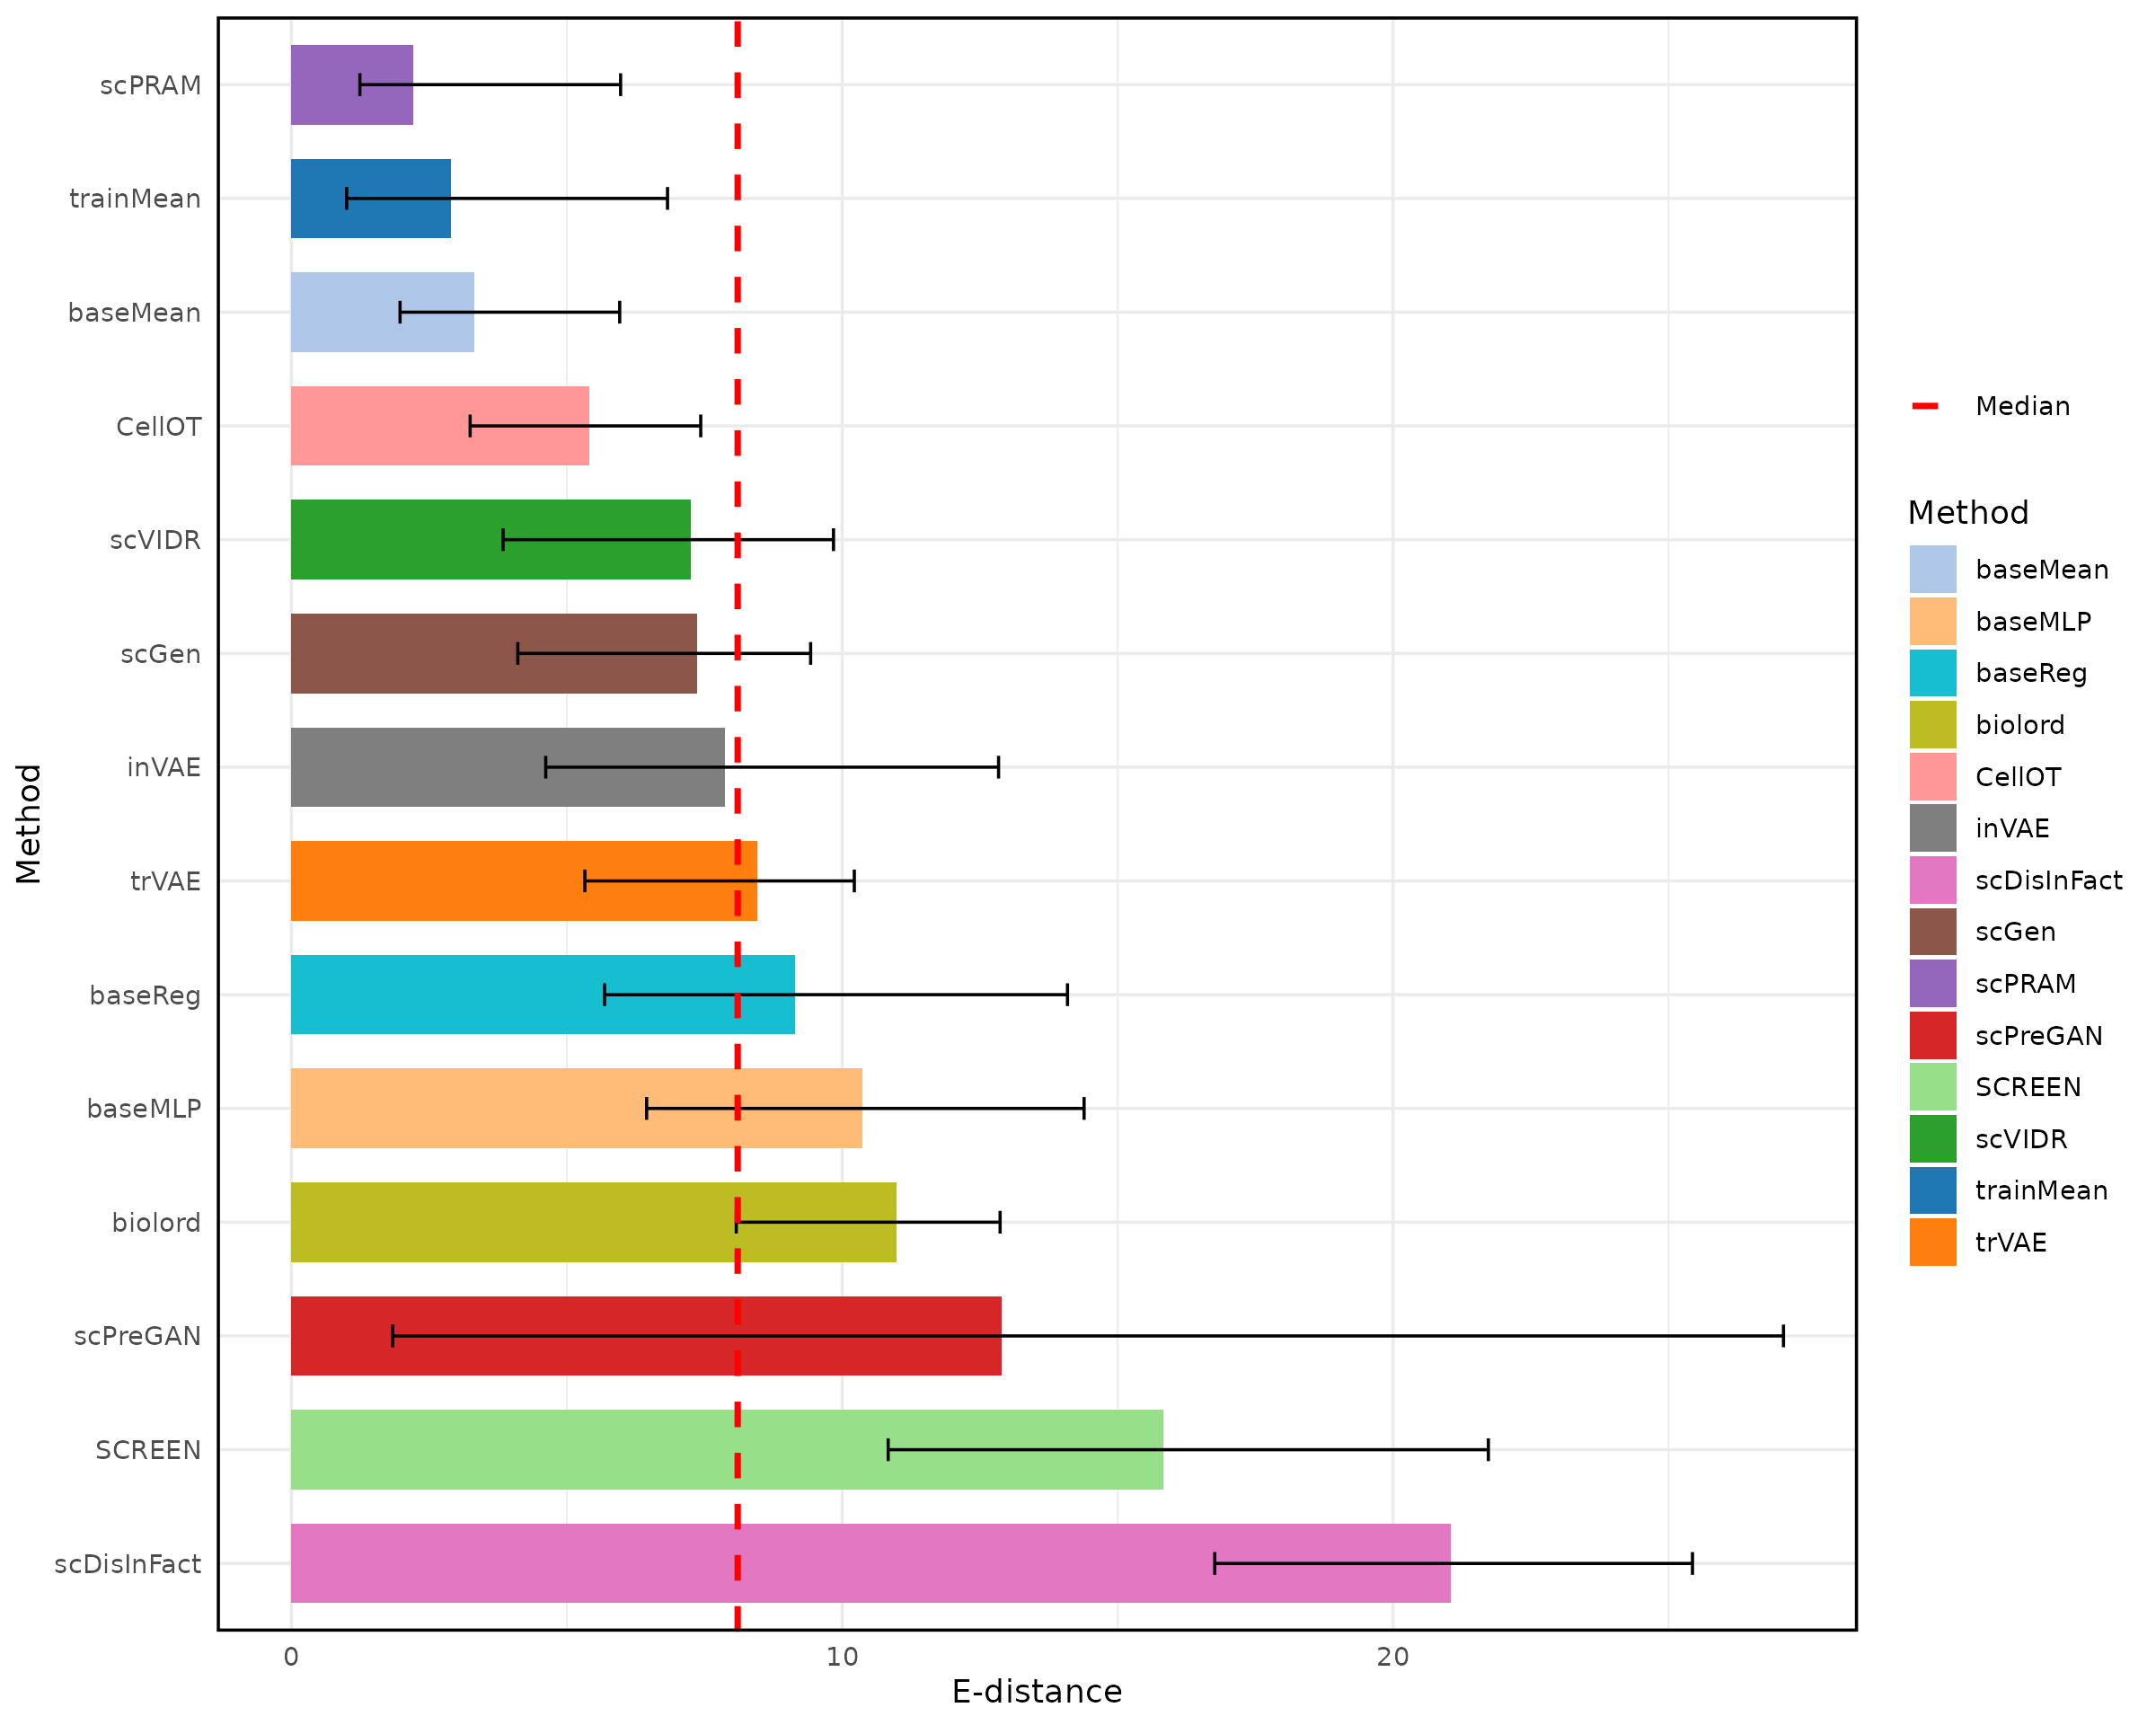 scPRAM
trainMean
baseMean
CellOT
scVIDR
scGen
inVAE
trVAE
baseReg
baseMLP
biolord
scPreGAN
SCREEN
scDisInFact
Method
0 10 20
E-distance
Median
Method
baseMean
baseMLP
baseReg
biolord
CellOT
inVAE
scDisInFact
scGen
scPRAM
scPreGAN
SCREEN
scVIDR
trainMean
trVAE